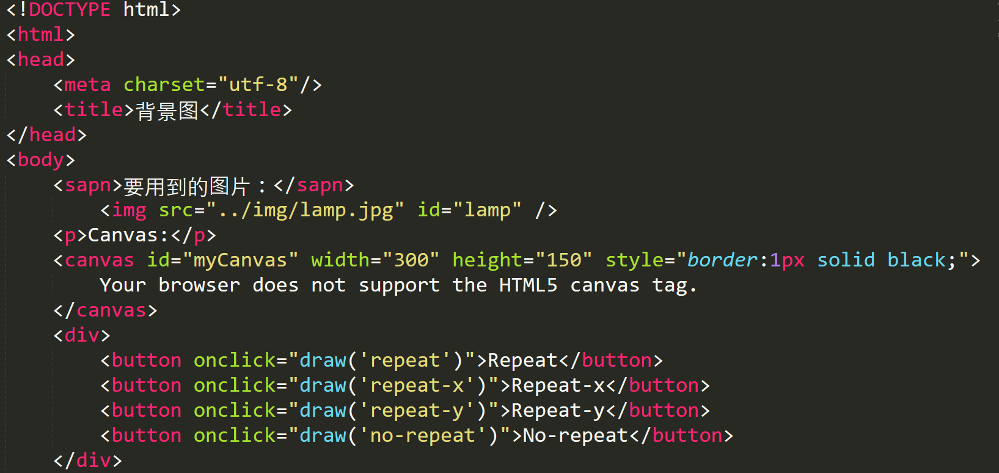 <!DOCTYPE html>
<html>
<head>
    <meta charset="utf-8"/>
    <title>背景图</title>
</head>
<body>
    <sapn>要用到的图片：</sapn>
        <img src="../img/lamp.jpg" id="lamp" />
    <p>Canvas:</p>
    <canvas id="myCanvas" width="300" height="150" style="border:1px solid black;">
        Your browser does not support the HTML5 canvas tag.
    </canvas>
    <div>
        <button onclick="draw('repeat')">Repeat</button>
        <button onclick="draw('repeat-x')">Repeat-x</button>
        <button onclick="draw('repeat-y')">Repeat-y</button>
        <button onclick="draw('no-repeat')">No-repeat</button>
    </div>